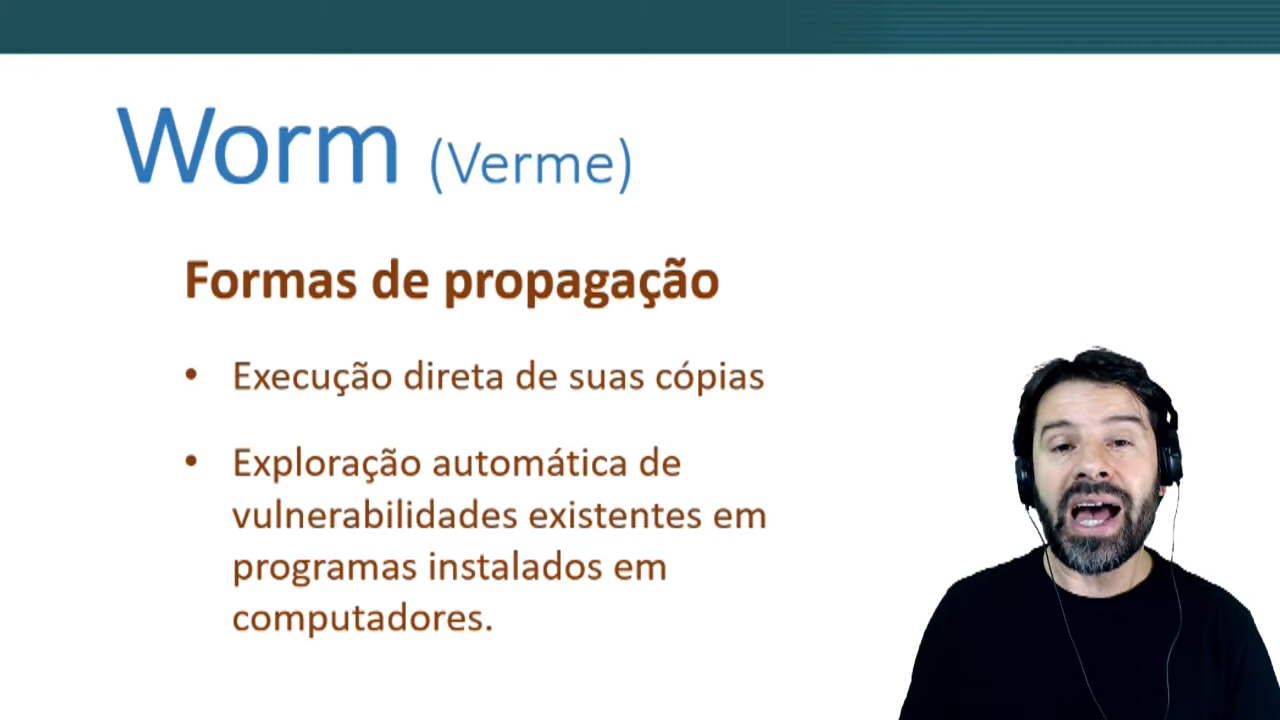 Worm (Verme)
Formas de propagação
• Execução direta de suas cópias
• Exploração automática de
vulnerabilidades existentes em
programas instalados em
computadores.